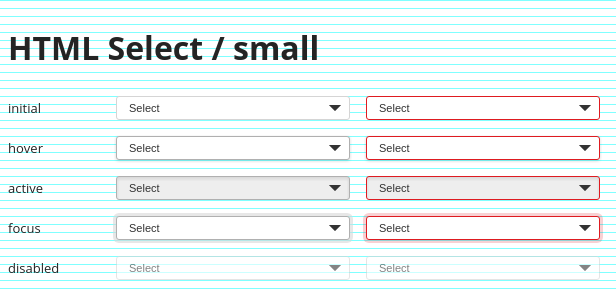 HTML Select / small
initial Select Select
hover Select Select
active Select Select
focus Select Select
disabled Select Select